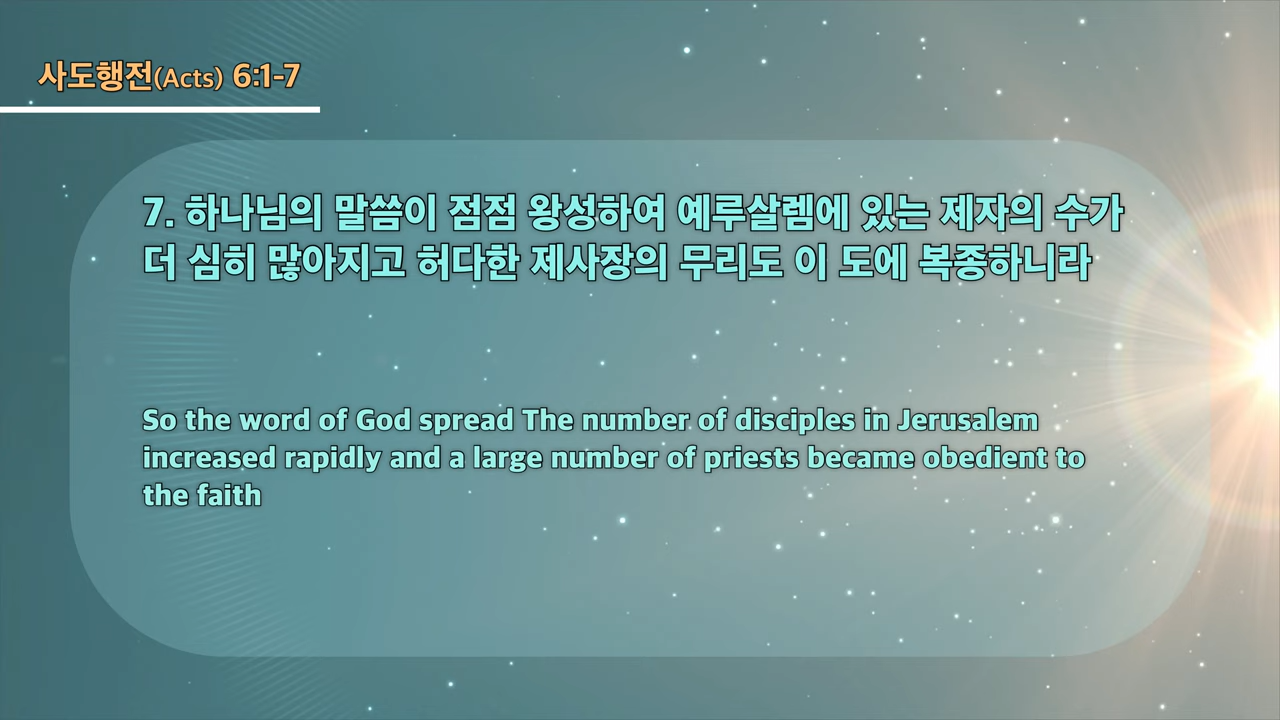 사도행전(Acts) 6:1-7
7. 하나님의 말씀이 점점 왕성하여 예루살렘에 있는 제자의 수가
더 심히 많아지고 허다한 제사장의 무리도 이 도에 복종하니라
So the word of God spread The number of disciples in Jerusalem
increased rapidly and a large number of priests became obedient to
the faith